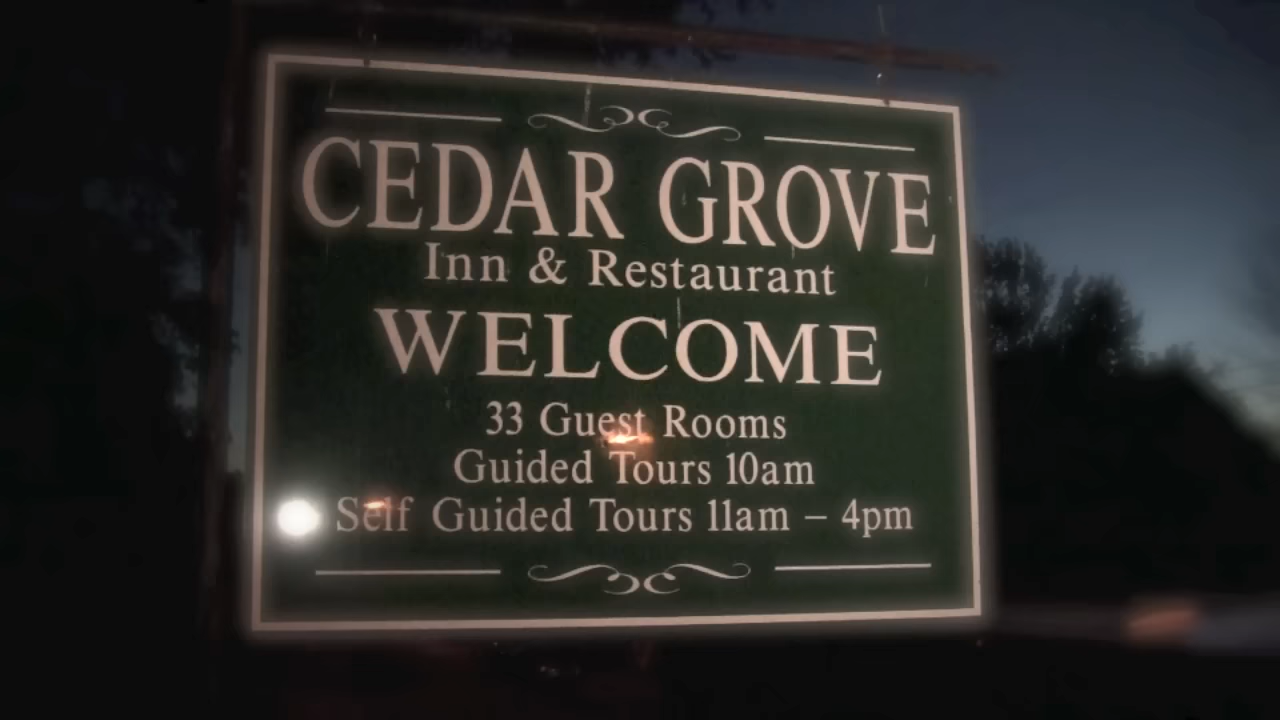 CEDAR GROVE
Inn & Restaurant
WELCOME
33 Guest Rooms
Guided Tours 10am
Self Guided Tours 11am – 4pm